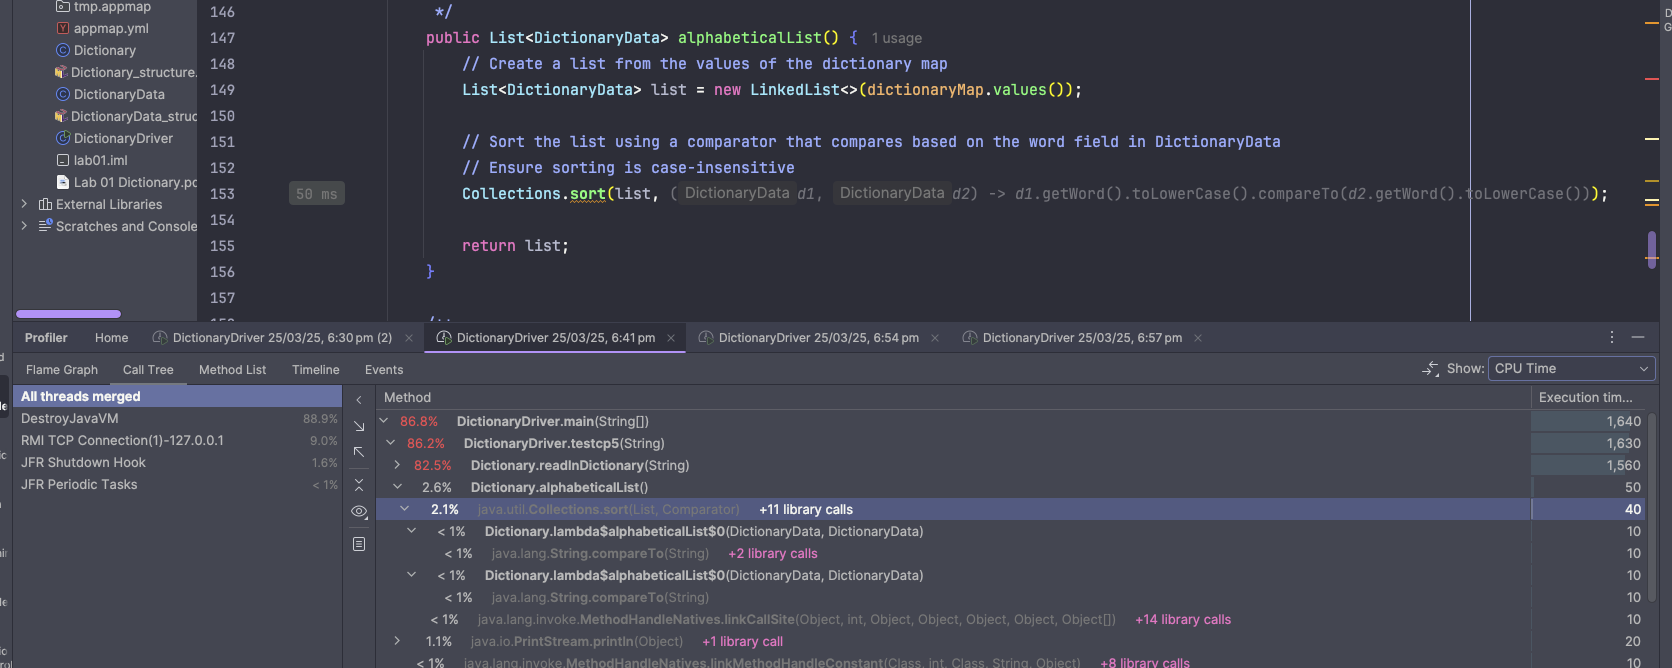 tmp.appmap
appmap.yml
Dictionary
Dictionary_structure.
DictionaryData
DictionaryData_struc
DictionaryDriver
lab01.iml
Lab 01 Dictionary.pd
External Libraries
Scratches and Console
146 */
147 public List<DictionaryData> alphabeticalList() { 1 usage
148 // Create a list from the values of the dictionary map
149 List<DictionaryData> list = new LinkedList<>(dictionaryMap.values());
150
151 // Sort the list using a comparator that compares based on the word field in DictionaryData
152 // Ensure sorting is case-insensitive
153 50 ms Collections.sort(list, ( DictionaryData d1, DictionaryData d2) -> d1.getWord().toLowerCase().compareTo(d2.getWord().toLowerCase()));
154
155 return list;
156 }
157
Profiler Home DictionaryDriver 25/03/25, 6:30 pm (2) × DictionaryDriver 25/03/25, 6:41 pm × DictionaryDriver 25/03/25, 6:54 pm × DictionaryDriver 25/03/25, 6:57 pm ×
Flame Graph Call Tree Method List Timeline Events Show: CPU Time
All threads merged
DestroyJavaVM 88.9%
RMI TCP Connection(1)-127.0.0.1 9.0%
JFR Shutdown Hook 1.6%
JFR Periodic Tasks < 1%
Method Execution tim...
86.8% DictionaryDriver.main(String[]) 1,640
86.2% DictionaryDriver.testcp5(String) 1,630
82.5% Dictionary.readInDictionary(String) 1,560
2.6% Dictionary.alphabeticalList() 50
2.1% java.util.Collections.sort(List, Comparator) +11 library calls 40
< 1% Dictionary.lambda$alphabeticalList$0(DictionaryData, DictionaryData) 10
< 1% java.lang.String.compareTo(String) +2 library calls 10
< 1% Dictionary.lambda$alphabeticalList$0(DictionaryData, DictionaryData) 10
< 1% java.lang.String.compareTo(String) 10
< 1% java.lang.invoke.MethodHandleNatives.linkCallSite(Object, int, Object, Object, Object, Object, Object[]) +14 library calls 10
1.1% java.io.PrintStream.println(Object) +1 library call 20
< 1% java.lang.invoke.MethodHandleNatives.linkMethodHandleConstant(Class, int, Class, String, Object) +8 library calls 10